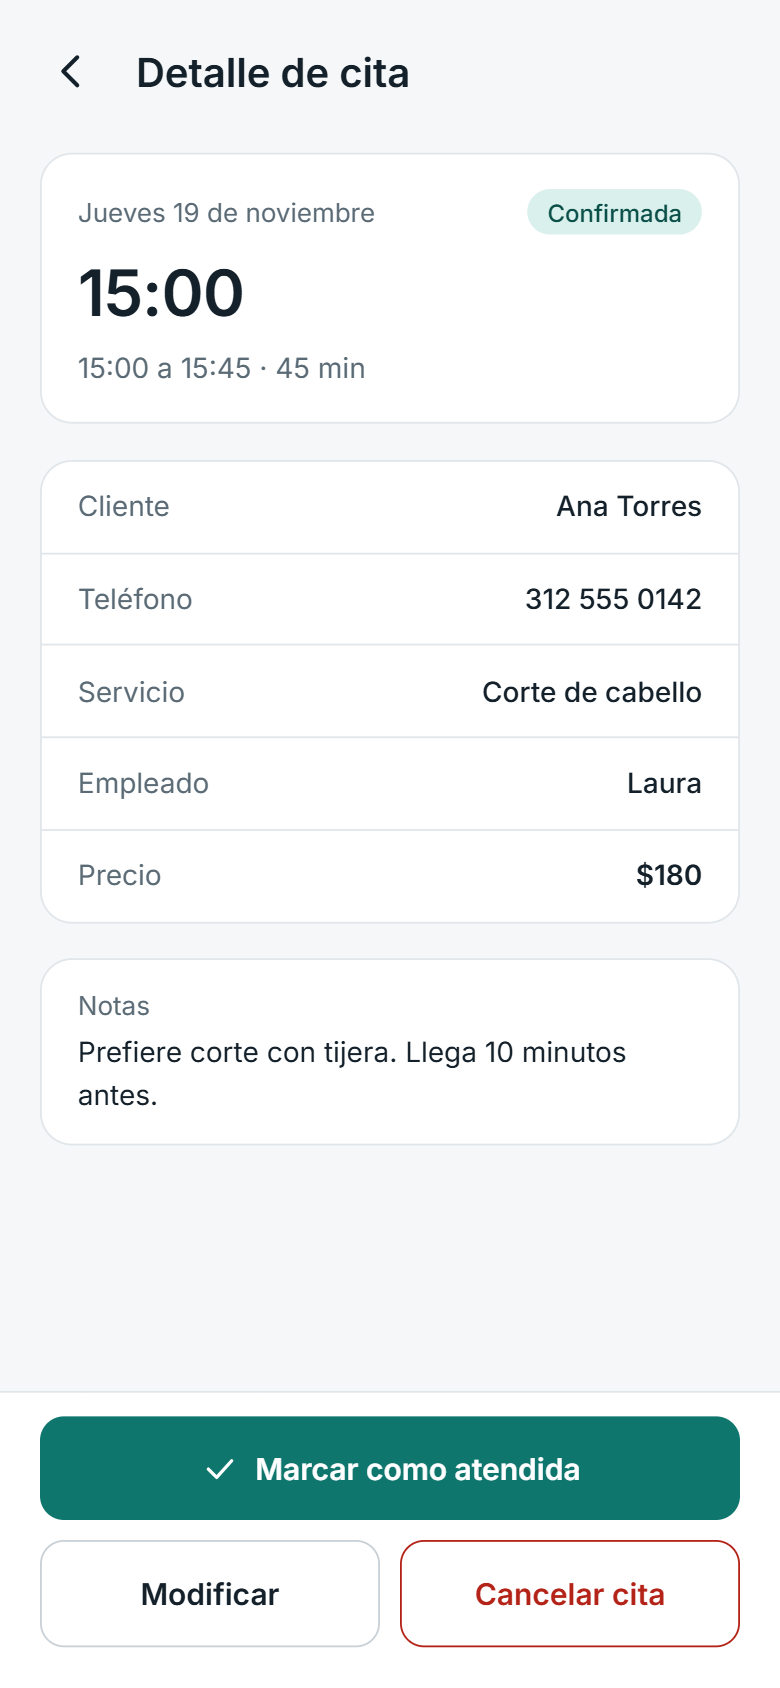 Detalle de cita
Jueves 19 de noviembre
Confirmada
15:00
15:00 a 15:45 · 45 min
Cliente
Ana Torres
Teléfono
312 555 0142
Servicio
Corte de cabello
Empleado
Laura
Precio
$180
Notas
Prefiere corte con tijera. Llega 10 minutos
antes.
Marcar como atendida
Modificar
Cancelar cita